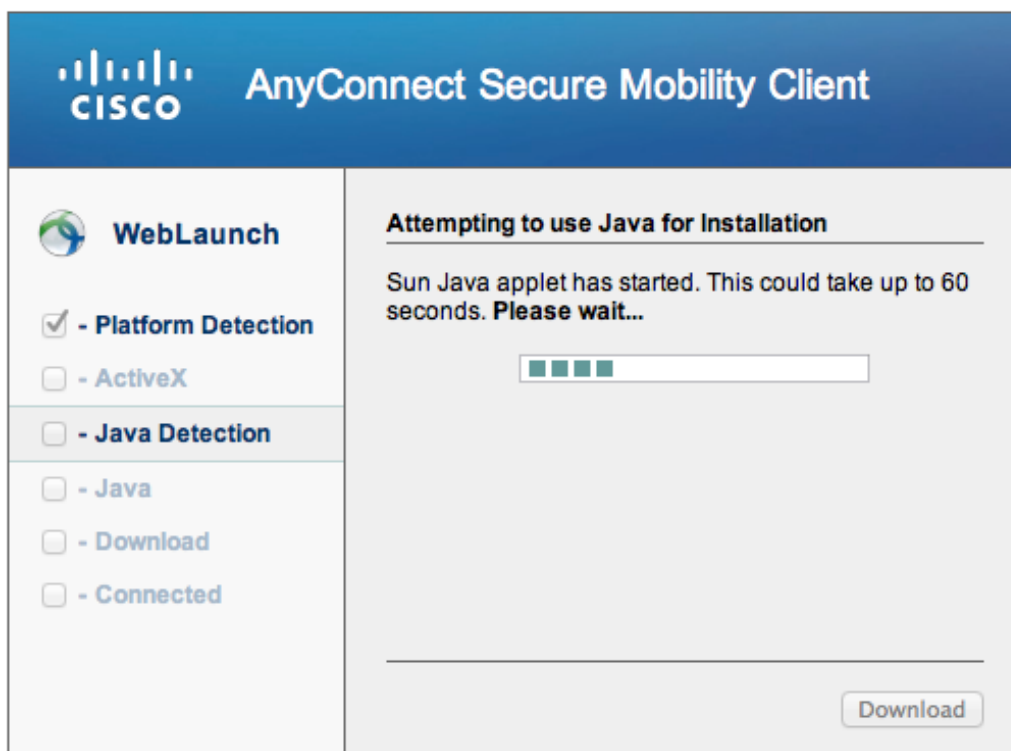 CISCO
AnyConnect Secure Mobility Client
WebLaunch
- Platform Detection
- ActiveX
- Java Detection
- Java
- Download
- Connected
Attempting to use Java for Installation
Sun Java applet has started. This could take up to 60
seconds. Please wait...
Download